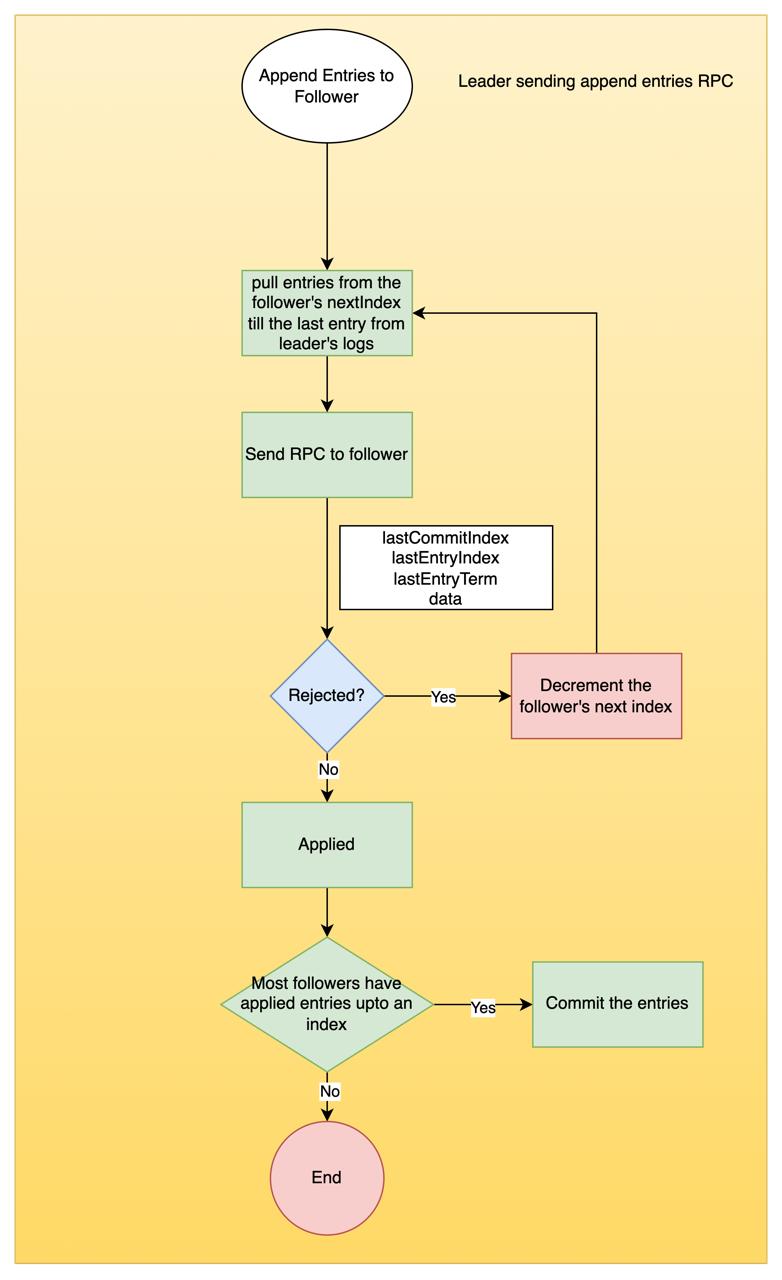 Append Entries to
Follower
Leader sending append entries RPC
pull entries from the
follower's nextIndex
till the last entry from
leader's logs
Send RPC to follower
lastCommitIndex
lastEntryIndex
lastEntryTerm
data
Rejected?
Yes
Decrement the
follower's next index
No
Applied
Most followers have
applied entries upto an
index
Yes
Commit the entries
No
End